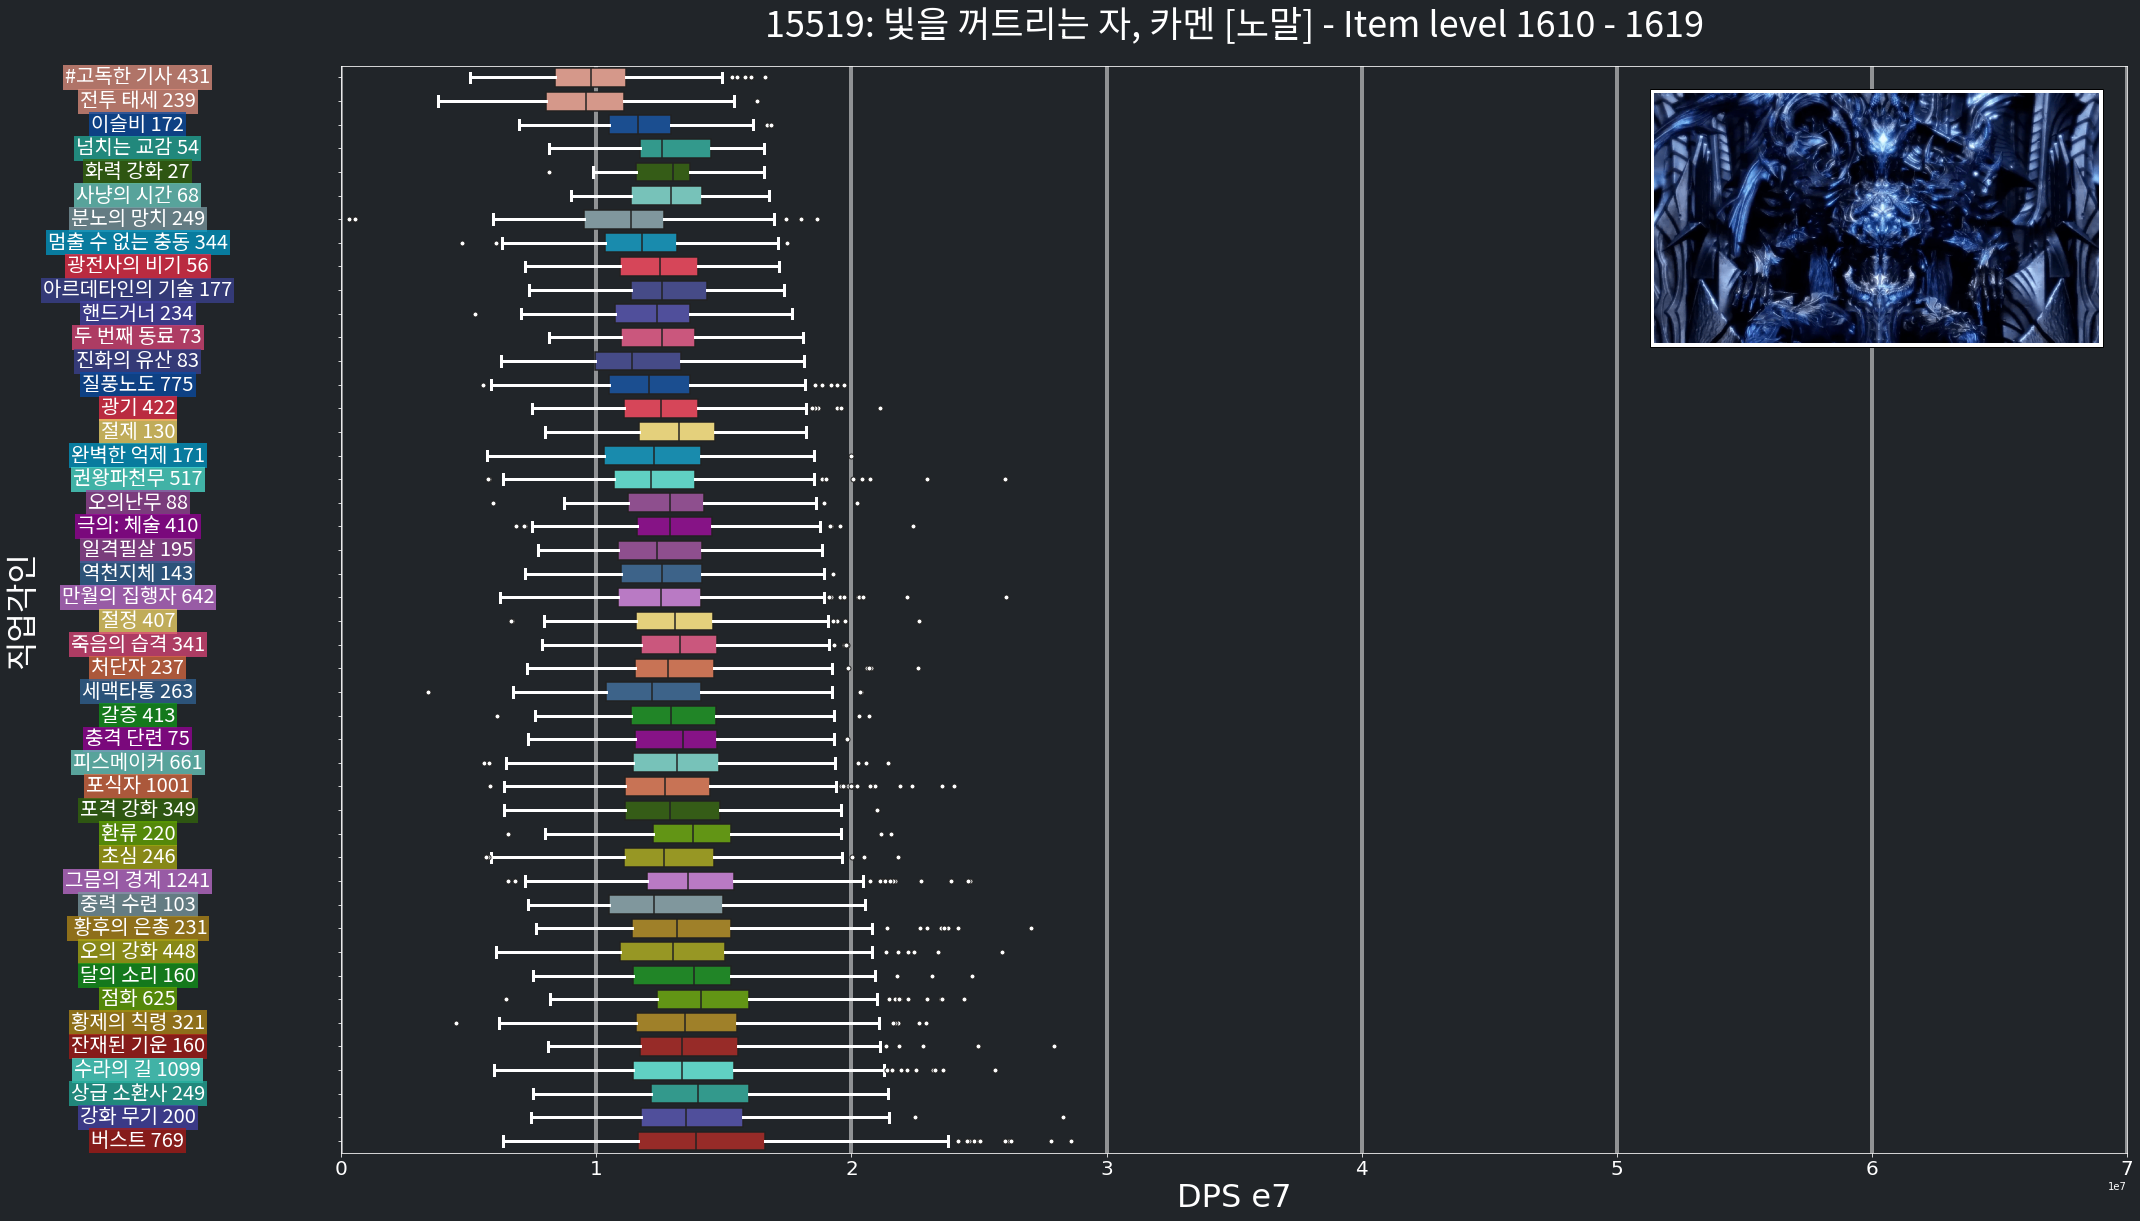 15519: 빛을 꺼트리는 자, 카멘 [노말] - Item level 1610 - 1619
#고독한 기사 431
전투 태세 239
이슬비 172
넘치는 교감 54
화력 강화 27
사냥의 시간 68
분노의 망치 249
멈출 수 없는 충동 344
광전사의 비기 56
아르데타인의 기술 177
핸드거너 234
두 번째 동료 73
진화의 유산 83
질풍노도 775
광기 422
절제 130
완벽한 억제 171
권왕파천무 517
오의난무 88
극의: 체술 410
일격필살 195
역천지체 143
만월의 집행자 642
절정 407
죽음의 습격 341
처단자 237
세맥타통 263
갈증 413
충격 단련 75
피스메이커 661
포식자 1001
포격 강화 349
환류 220
초심 246
그믐의 경계 1241
중력 수련 103
황후의 은총 231
오의 강화 448
달의 소리 160
점화 625
황제의 칙령 321
잔재된 기운 160
수라의 길 1099
상급 소환사 249
강화 무기 200
버스트 769
직업각인
0 1 2 3 4 5 6 7
1e7
DPS e7